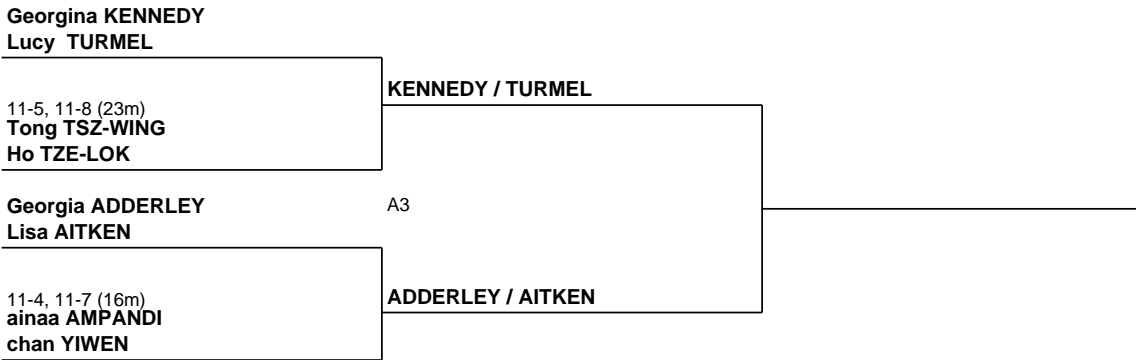 Georgina KENNEDY
Lucy  TURMEL
KENNEDY / TURMEL
11-5, 11-8 (23m)
Tong TSZ-WING
Ho TZE-LOK
Georgia ADDERLEY
A3
Lisa AITKEN
11-4, 11-7 (16m)
ADDERLEY / AITKEN
ainaa AMPANDI
chan YIWEN